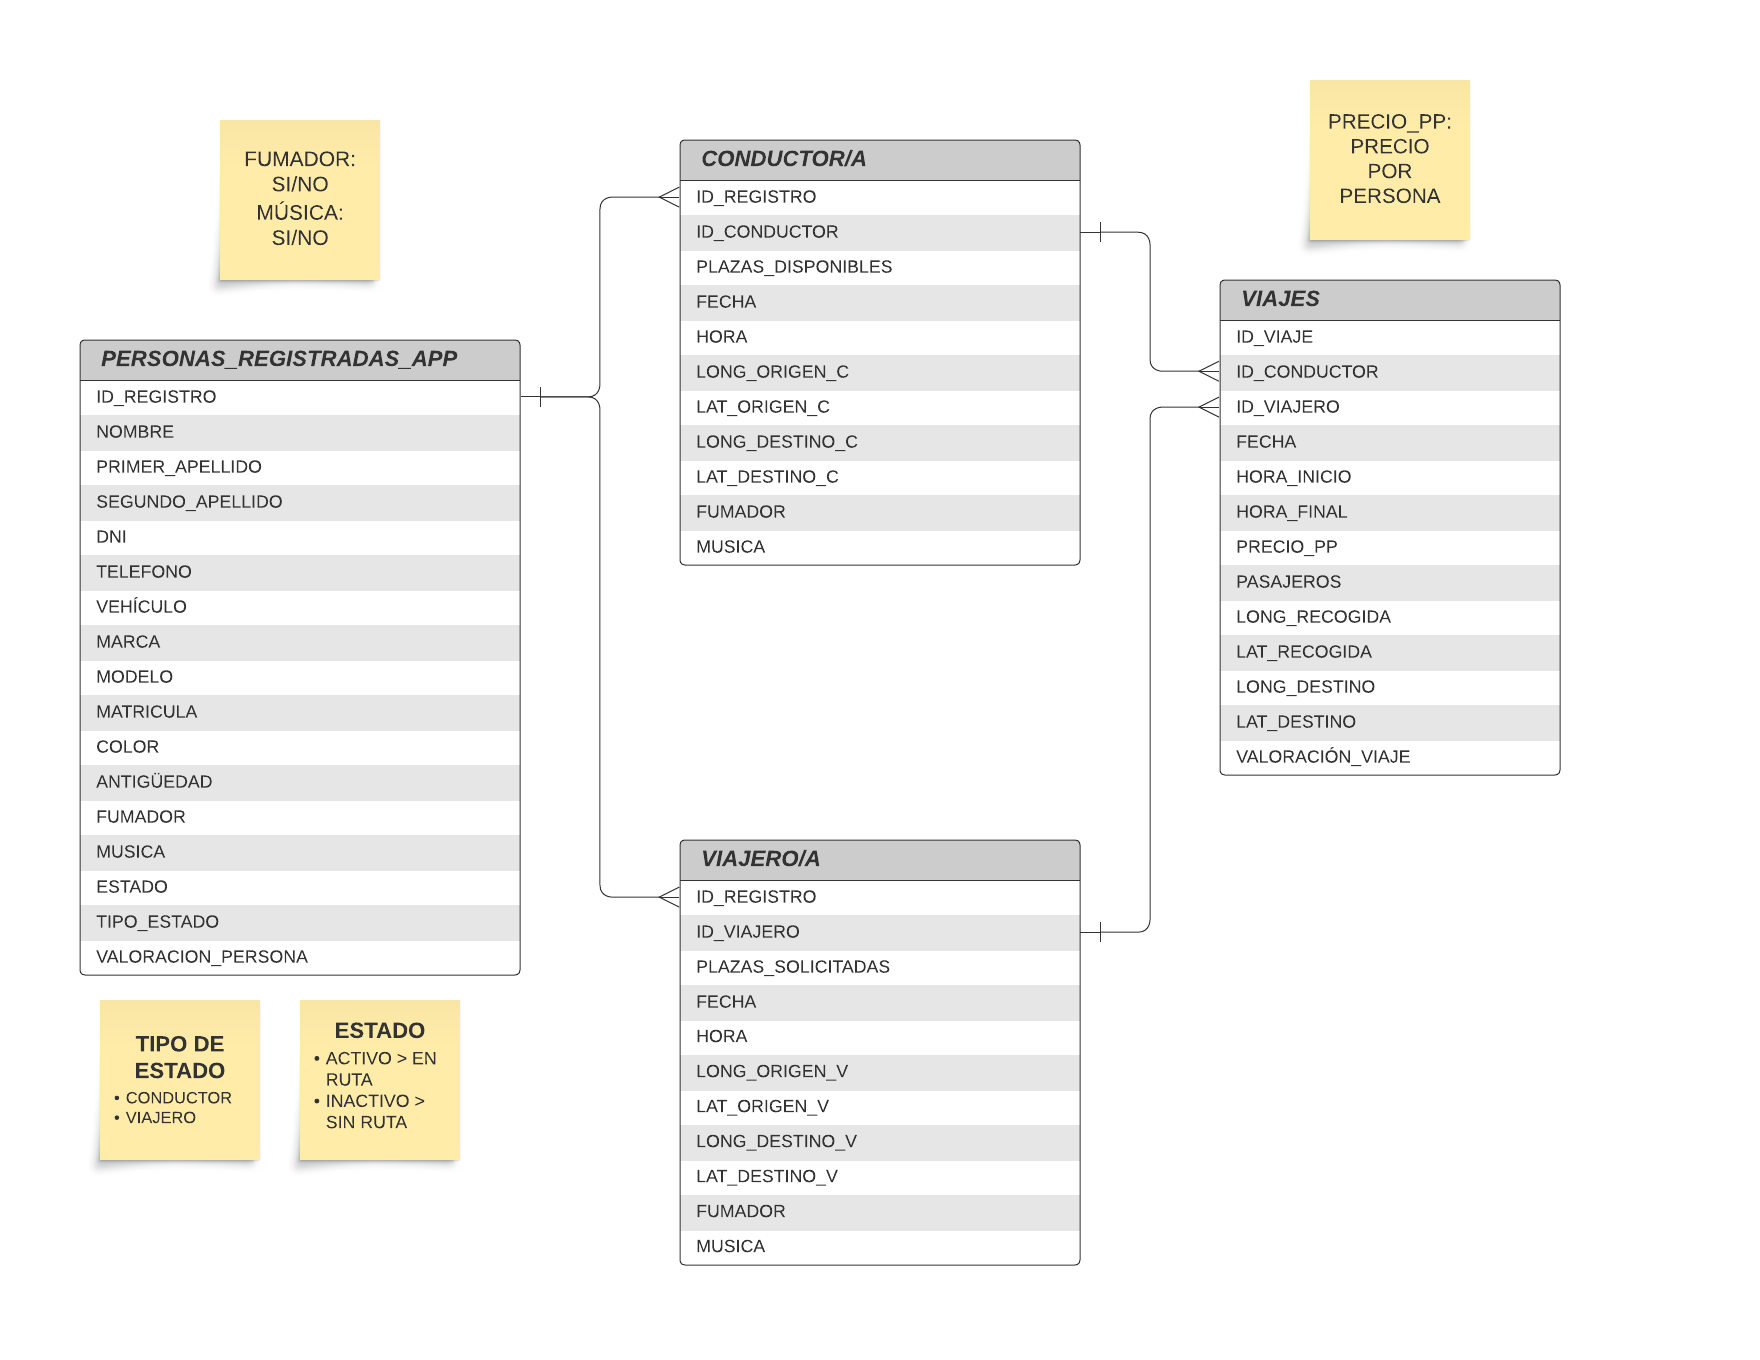 FUMADOR:
SI/NO
MÚSICA:
SI/NO
PERSONAS_REGISTRADAS_APP
ID_REGISTRO
NOMBRE
PRIMER_APELLIDO
SEGUNDO_APELLIDO
DNI
TELEFONO
VEHÍCULO
MARCA
MODELO
MATRICULA
COLOR
ANTIGÜEDAD
FUMADOR
MUSICA
ESTADO
TIPO_ESTADO
VALORACION_PERSONA
TIPO DE
ESTADO
• CONDUCTOR
• VIAJERO
ESTADO
• ACTIVO > EN
RUTA
• INACTIVO >
SIN RUTA
CONDUCTOR/A
ID_REGISTRO
ID_CONDUCTOR
PLAZAS_DISPONIBLES
FECHA
HORA
LONG_ORIGEN_C
LAT_ORIGEN_C
LONG_DESTINO_C
LAT_DESTINO_C
FUMADOR
MUSICA
VIAJERO/A
ID_REGISTRO
ID_VIAJERO
PLAZAS_SOLICITADAS
FECHA
HORA
LONG_ORIGEN_V
LAT_ORIGEN_V
LONG_DESTINO_V
LAT_DESTINO_V
FUMADOR
MUSICA
PRECIO_PP:
PRECIO
POR
PERSONA
VIAJES
ID_VIAJE
ID_CONDUCTOR
ID_VIAJERO
FECHA
HORA_INICIO
HORA_FINAL
PRECIO_PP
PASAJEROS
LONG_RECOGIDA
LAT_RECOGIDA
LONG_DESTINO
LAT_DESTINO
VALORACIÓN_VIAJE